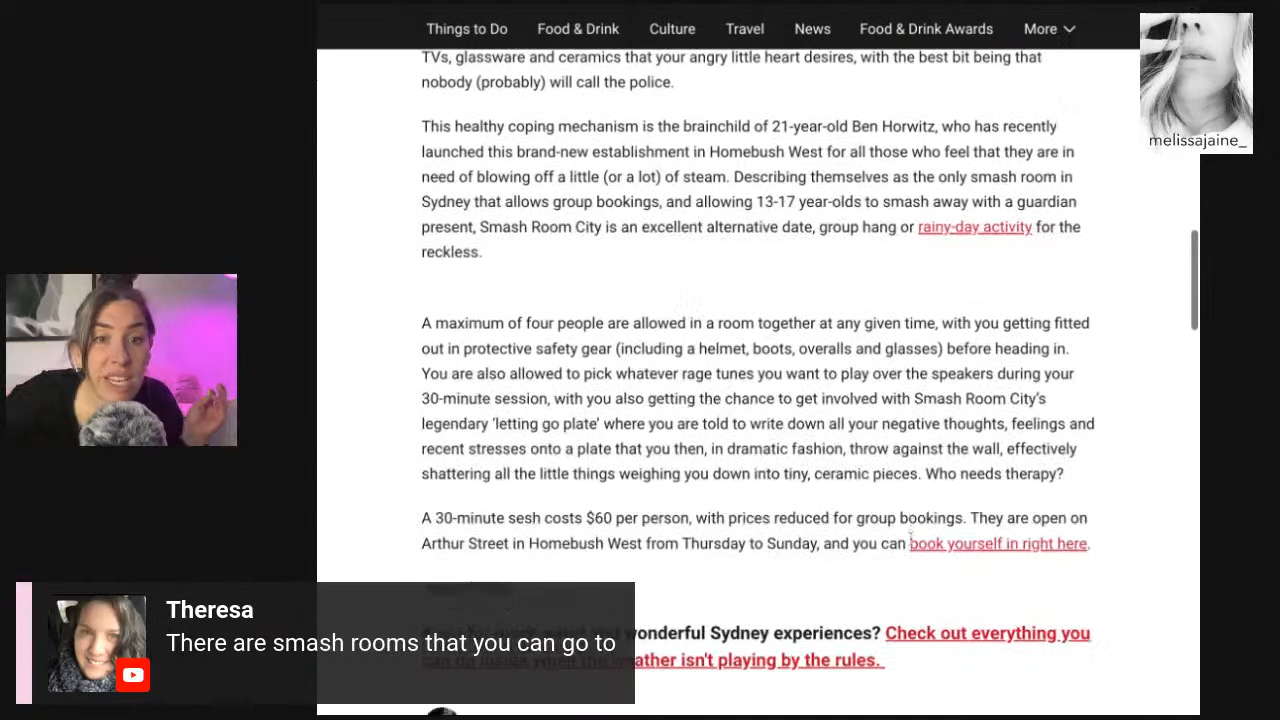 Things to Do Food & Drink Culture Travel News Food & Drink Awards More
TVs, glassware and ceramics that your angry little heart desires, with the best bit being that
nobody (probably) will call the police.
melissajaine_
This healthy coping mechanism is the brainchild of 21-year-old Ben Horwitz, who has recently
launched this brand-new establishment in Homebush West for all those who feel that they are in
need of blowing off a little (or a lot) of steam. Describing themselves as the only smash room in
Sydney that allows group bookings, and allowing 13-17 year-olds to smash away with a guardian
present, Smash Room City is an excellent alternative date, group hang or rainy-day activity for the
reckless.
A maximum of four people are allowed in a room together at any given time, with you getting fitted
out in protective safety gear (including a helmet, boots, overalls and glasses) before heading in.
You are also allowed to pick whatever rage tunes you want to play over the speakers during your
30-minute session, with you also getting the chance to get involved with Smash Room City's
legendary 'letting go plate' where you are told to write down all your negative thoughts, feelings and
recent stresses onto a plate that you then, in dramatic fashion, throw against the wall, effectively
shattering all the little things weighing you down into tiny, ceramic pieces. Who needs therapy?
A 30-minute sesh costs $60 per person, with prices reduced for group bookings. They are open on
Arthur Street in Homebush West from Thursday to Sunday, and you can book yourself in right here.
wonderful Sydney experiences? Check out everything you
isn't playing by the rules.
Theresa
There are smash rooms that you can go to